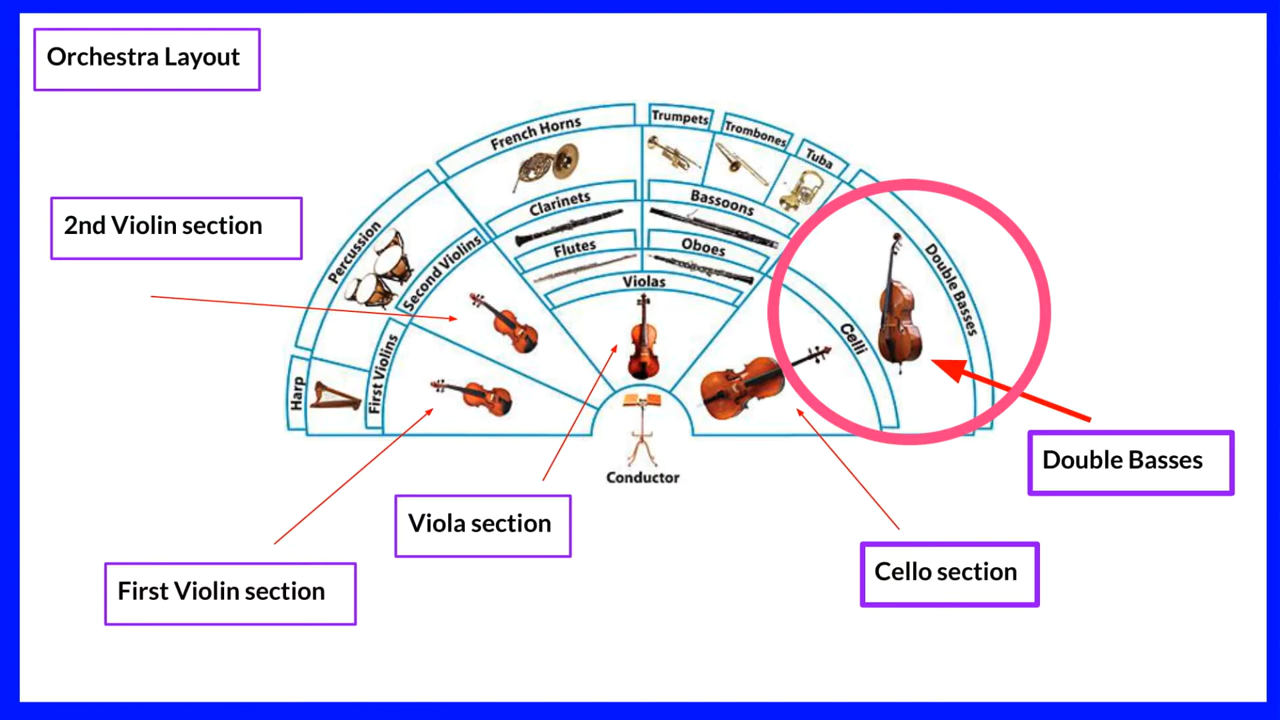 Orchestra Layout
French Horns
Trumpets
Trombones
Tuba
Clarinets
Bassoons
2nd Violin section
Percussion
Second Violins
Flutes
Oboes
Double Basses
Violas
Celli
Harp
First Violins
Conductor
Double Basses
Viola section
Cello section
First Violin section